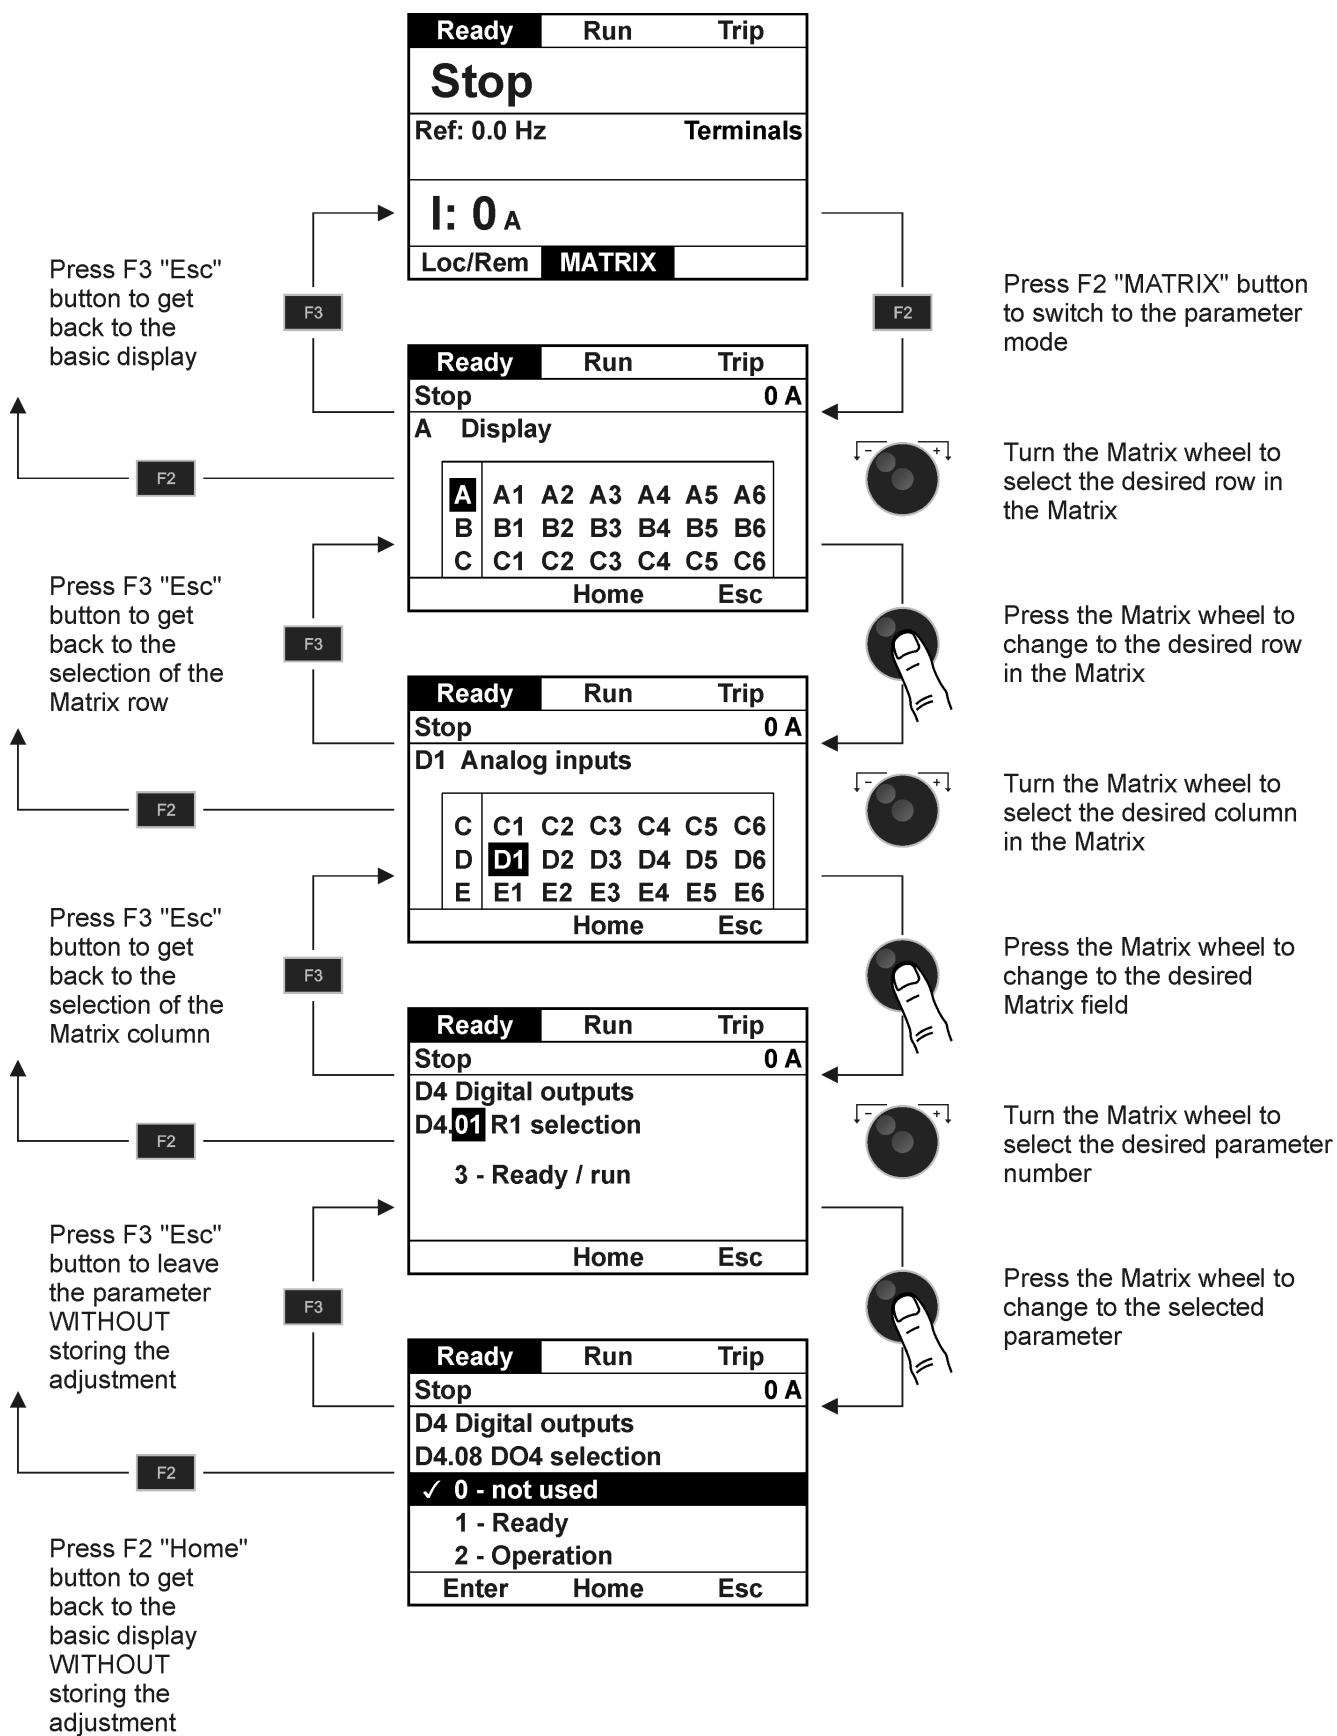 Ready Run Trip
Stop
Ref: 0.0 Hz Terminals
I: 0 A
Loc/Rem MATRIX
Press F3 "Esc"
button to get
back to the
basic display
F3
F2
Press F2 "MATRIX" button
to switch to the parameter
mode
Ready Run Trip
Stop 0 A
A Display
A A1 A2 A3 A4 A5 A6
B B1 B2 B3 B4 B5 B6
C C1 C2 C3 C4 C5 C6
Home Esc
F2
- +
Turn the Matrix wheel to
select the desired row in
the Matrix
Press F3 "Esc"
button to get
back to the
selection of the
Matrix row
F3
Press the Matrix wheel to
change to the desired row
in the Matrix
Ready Run Trip
Stop 0 A
D1 Analog inputs
C C1 C2 C3 C4 C5 C6
D D1 D2 D3 D4 D5 D6
E E1 E2 E3 E4 E5 E6
Home Esc
F2
- +
Turn the Matrix wheel to
select the desired column
in the Matrix
Press F3 "Esc"
button to get
back to the
selection of the
Matrix column
F3
Press the Matrix wheel to
change to the desired
Matrix field
Ready Run Trip
Stop 0 A
D4 Digital outputs
D4.01 R1 selection
3 - Ready / run
Home Esc
F2
- +
Turn the Matrix wheel to
select the desired parameter
number
Press F3 "Esc"
button to leave
the parameter
WITHOUT
storing the
adjustment
F3
Press the Matrix wheel to
change to the selected
parameter
Ready Run Trip
Stop 0 A
D4 Digital outputs
D4.08 DO4 selection
✓ 0 - not used
1 - Ready
2 - Operation
Enter Home Esc
F2
Press F2 "Home"
button to get
back to the
basic display
WITHOUT
storing the
adjustment